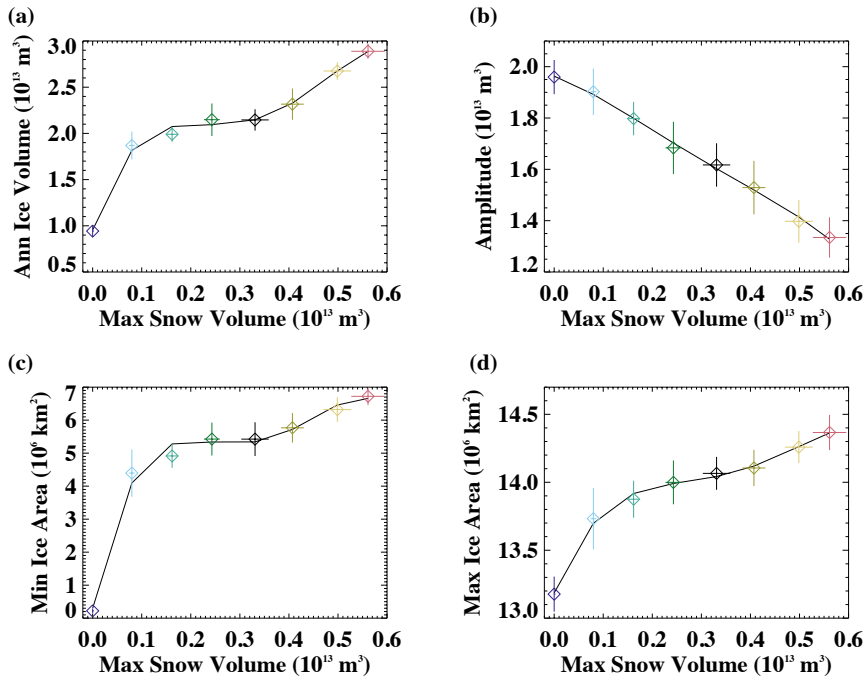 (a)
Ann Ice Volume (10¹³ m³)
3.0
2.5
2.0
1.5
1.0
0.5
0.0 0.1 0.2 0.3 0.4 0.5 0.6
Max Snow Volume (10¹³ m³)
(b)
Amplitude (10¹³ m³)
2.0
1.8
1.6
1.4
1.2
0.0 0.1 0.2 0.3 0.4 0.5 0.6
Max Snow Volume (10¹³ m³)
(c)
Min Ice Area (10⁶ km²)
7
6
5
4
3
2
1
0
0.0 0.1 0.2 0.3 0.4 0.5 0.6
Max Snow Volume (10¹³ m³)
(d)
Max Ice Area (10⁶ km²)
14.5
14.0
13.5
13.0
0.0 0.1 0.2 0.3 0.4 0.5 0.6
Max Snow Volume (10¹³ m³)